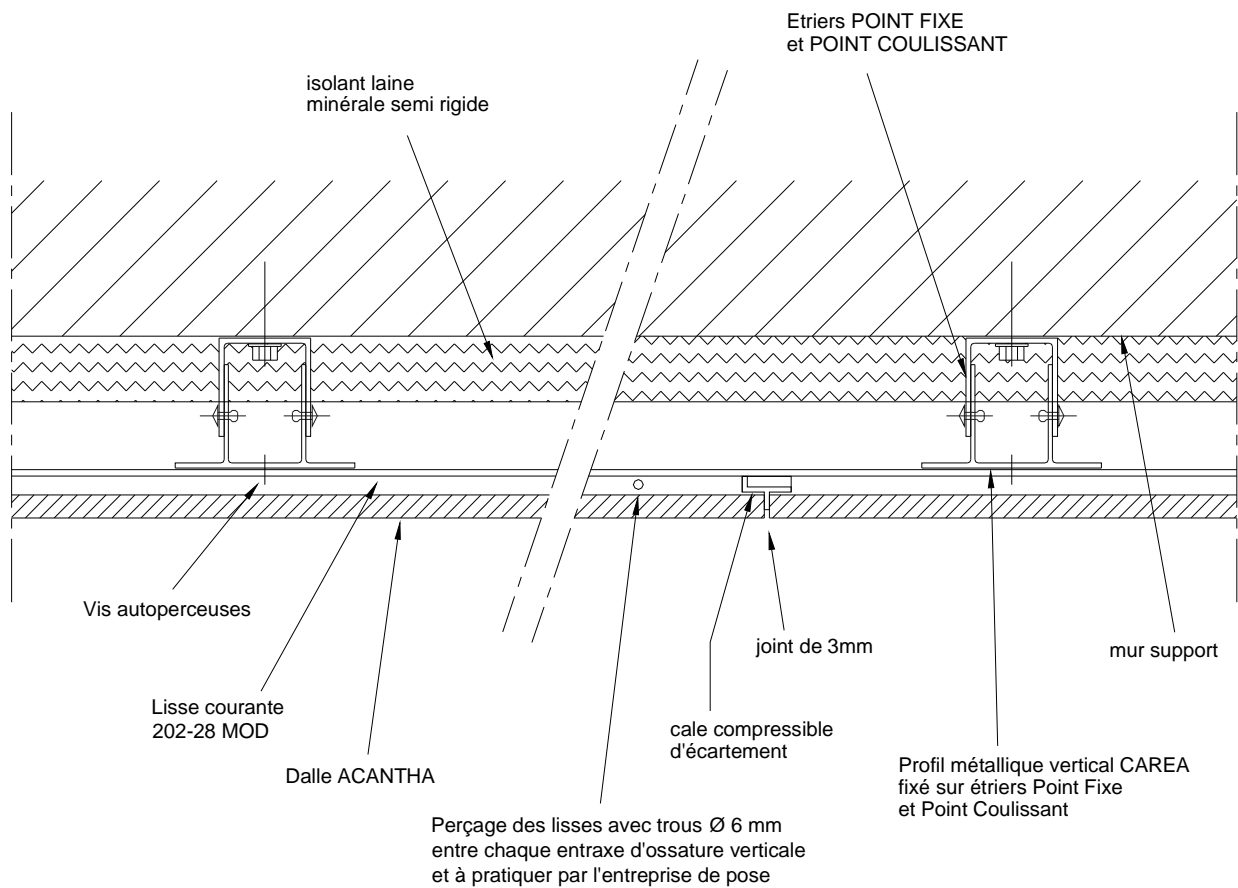 Etriers POINT FIXE
et POINT COULISSANT
isolant laine
minérale semi rigide
Vis autoperceuses
joint de 3mm
mur support
Lisse courante
202-28 MOD
cale compressible
d'écartement
Dalle ACANTHA
Profil métallique vertical CAREA
fixé sur étriers Point Fixe
et Point Coulissant
Perçage des lisses avec trous Ø 6 mm
entre chaque entraxe d'ossature verticale
et à pratiquer par l'entreprise de pose